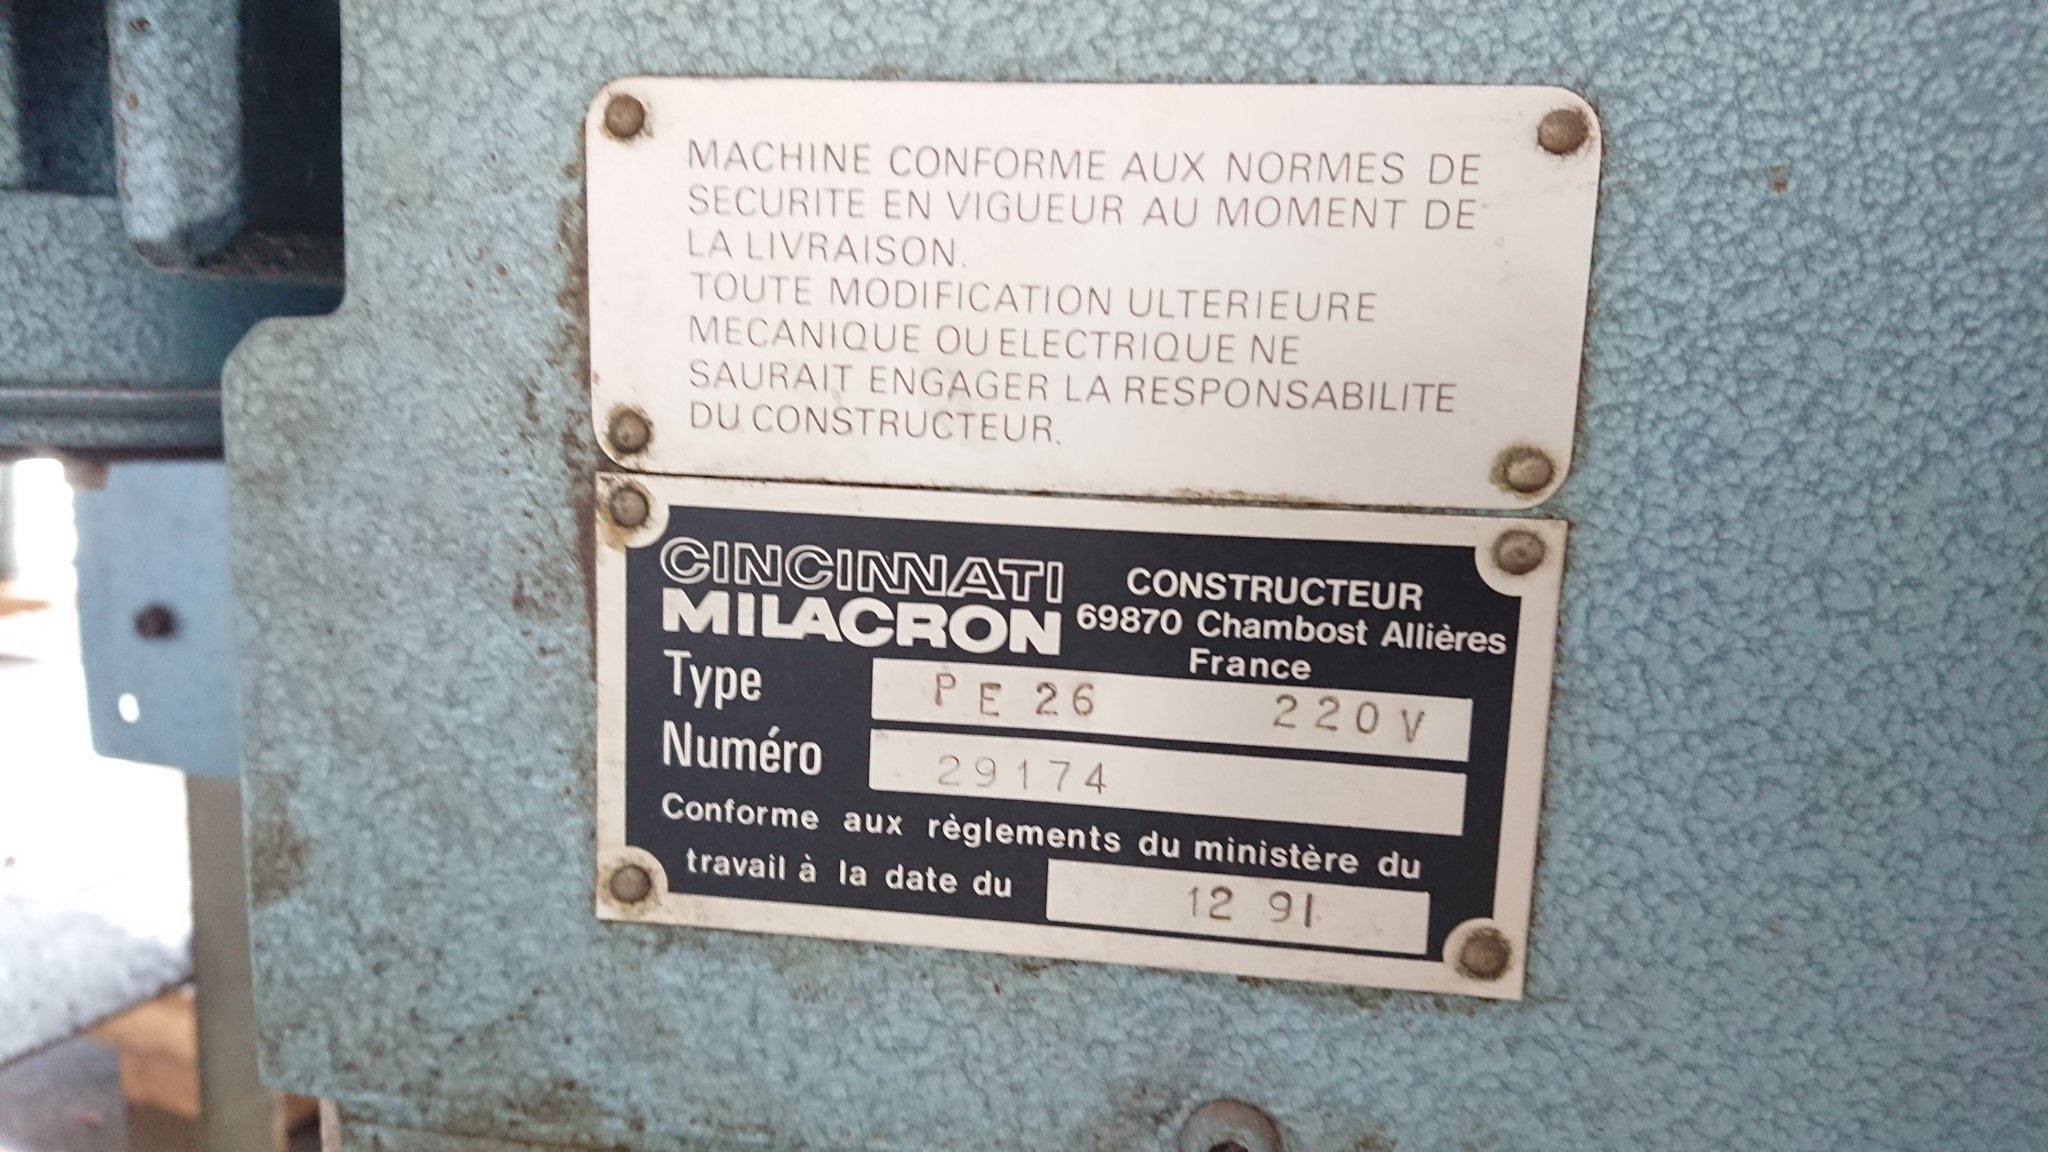 MACHINE CONFORME AUX NORMES DE
SECURITE EN VIGUEUR AU MOMENT DE
LA LIVRAISON.
TOUTE MODIFICATION ULTERIEURE
MECANIQUE OU ELECTRIQUE NE
SAURAIT ENGAGER LA RESPONSABILITE
DU CONSTRUCTEUR.
CINCINNATI
MILACRON
CONSTRUCTEUR
69870 Chambost Allières
France
Type PE 26 220V
Numéro 29174
Conforme aux règlements du ministère du
travail à la date du 12 91